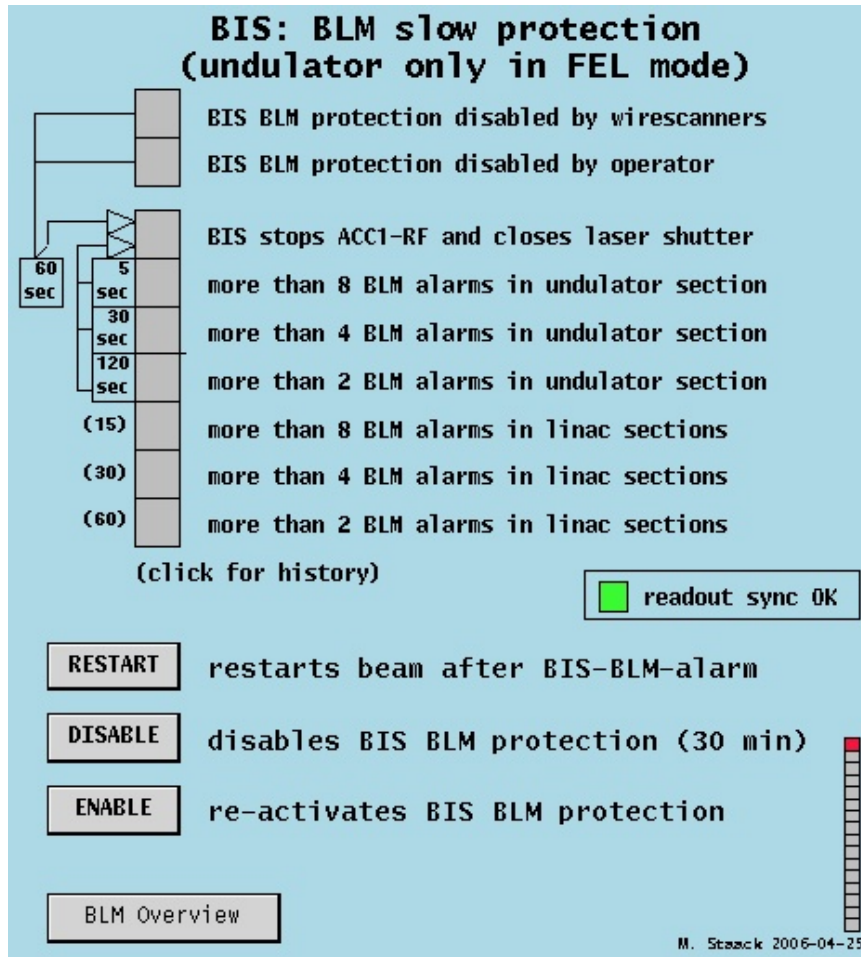 BIS: BLM slow protection
(undulator only in FEL mode)
BIS BLM protection disabled by wirescanners
BIS BLM protection disabled by operator
BIS stops ACC1-RF and closes laser shutter
60 sec
5 sec
more than 8 BLM alarms in undulator section
30 sec
more than 4 BLM alarms in undulator section
120 sec
more than 2 BLM alarms in undulator section
(15) more than 8 BLM alarms in linac sections
(30) more than 4 BLM alarms in linac sections
(60) more than 2 BLM alarms in linac sections
(click for history)
readout sync OK
RESTART restarts beam after BIS-BLM-alarm
DISABLE disables BIS BLM protection (30 min)
ENABLE re-activates BIS BLM protection
BLM Overview
M. Staack 2006-04-25